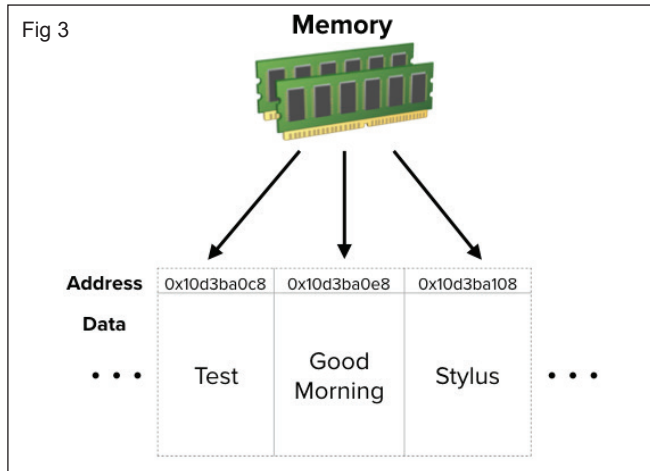 Fig 3
Memory
Address 0x10d3ba0c8 0x10d3ba0e8 0x10d3ba108
Data
• • • Test Good Morning Stylus • • •